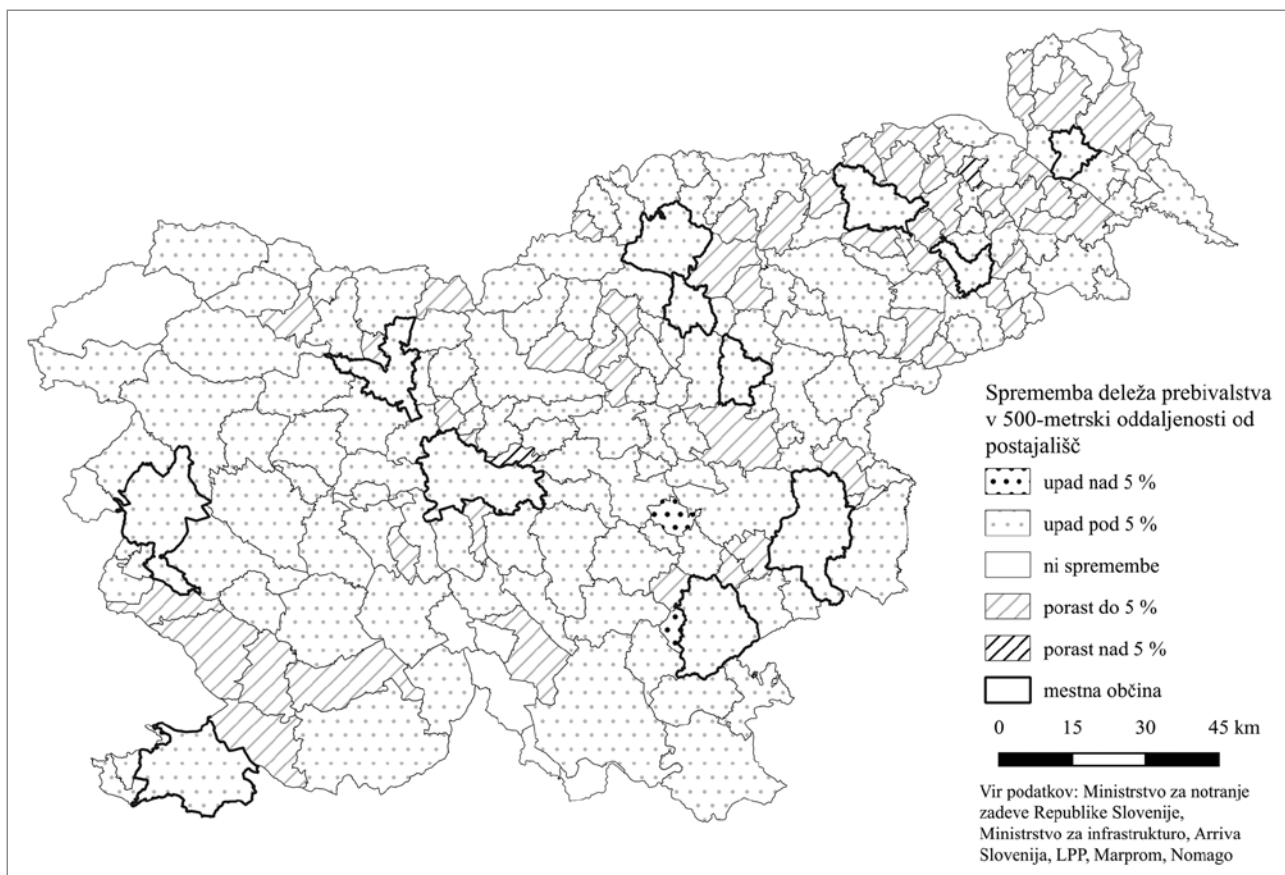 Sprememba deleža prebivalstva
v 500-metrski oddaljenosti od
postajališč
upad nad 5 %
upad pod 5 %
ni spremembe
porast do 5 %
porast nad 5 %
mestna občina
0 15 30 45 km
Vir podatkov: Ministrstvo za notranje
zadeve Republike Slovenije,
Ministrstvo za infrastrukturo, Arriva
Slovenija, LPP, Marprom, Nomago